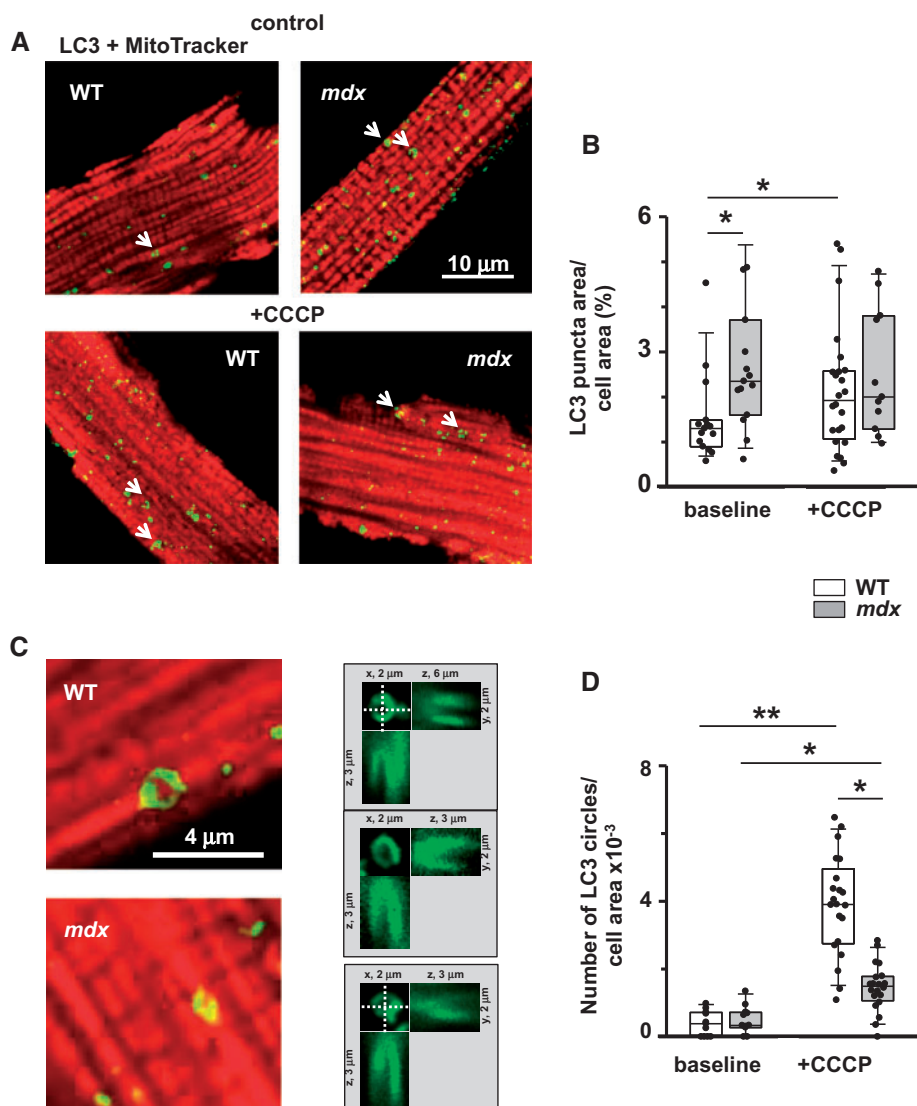 A
control
LC3 + MitoTracker
WT
mdx
10 μm
+CCCP
WT
mdx
B
*
*
LC3 puncta area/
cell area (%)
6
3
0
baseline
+CCCP
WT
mdx
C
WT
4 μm
mdx
x, 2 μm
z, 6 μm
y, 2 μm
z, 3 μm
x, 2 μm
z, 3 μm
y, 2 μm
z, 3 μm
x, 2 μm
z, 3 μm
y, 2 μm
z, 3 μm
D
**
*
*
Number of LC3 circles/
cell area x10-3
8
4
0
baseline
+CCCP